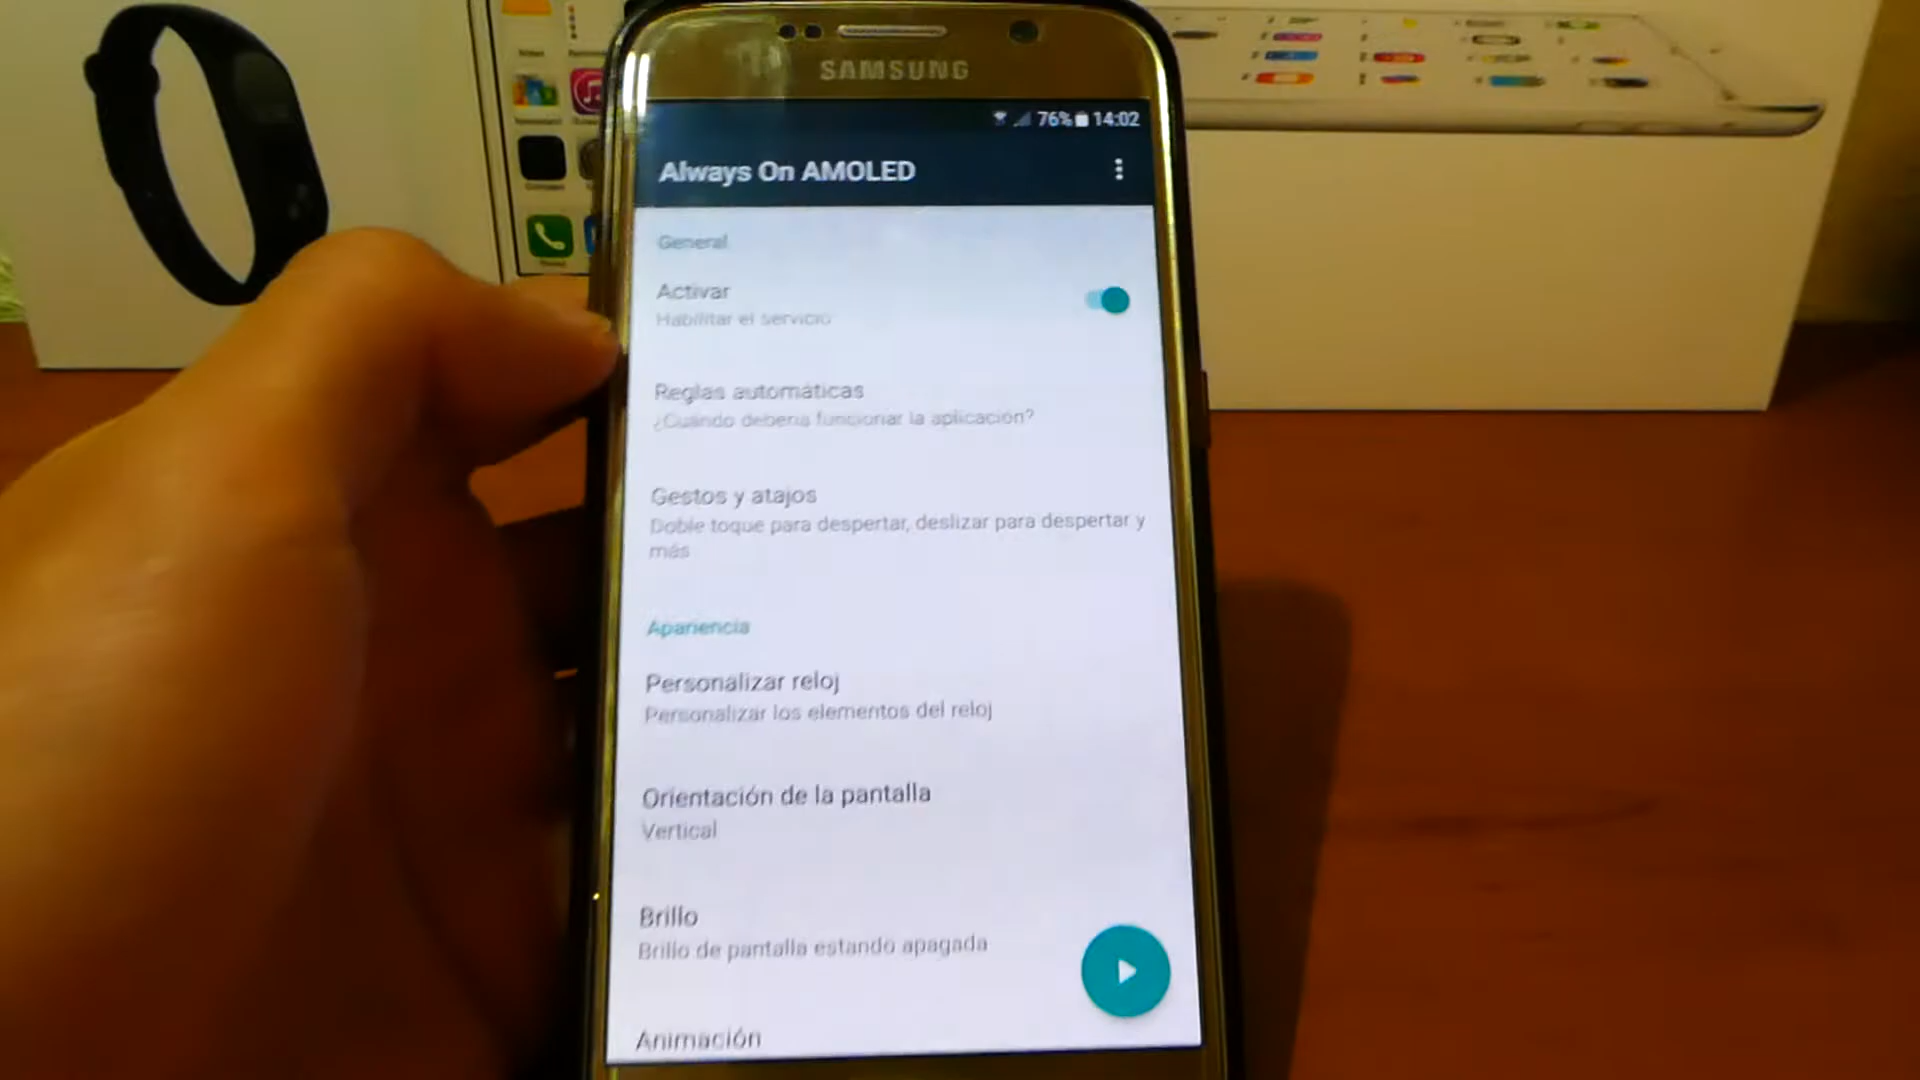 SAMSUNG
76% 14:02
Always On AMOLED
General
Activar
Habilitar el servicio
Reglas automáticas
¿Cuándo debería funcionar la aplicación?
Gestos y atajos
Doble toque para despertar, deslizar para despertar y
más
Apariencia
Personalizar reloj
Personalizar los elementos del reloj
Orientación de la pantalla
Vertical
Brillo
Brillo de pantalla estando apagada
Animación